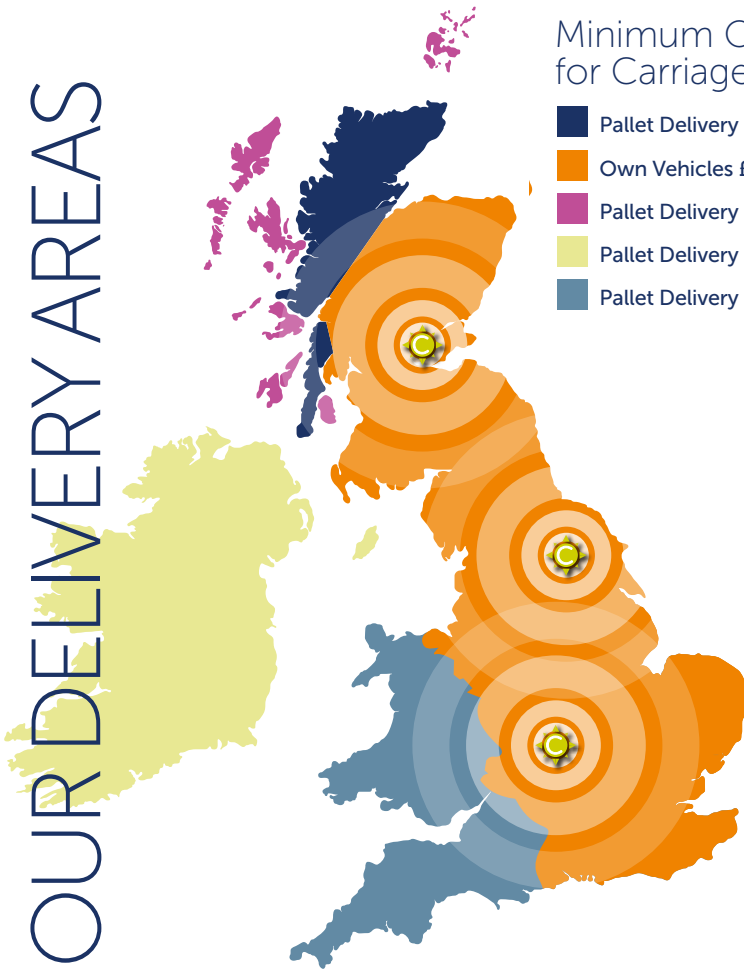 OUR DELIVERY AREAS
Minimum
for Carriage
Pallet Delivery
Own Vehicles £
Pallet Delivery
Pallet Delivery
Pallet Delivery
C
C
C